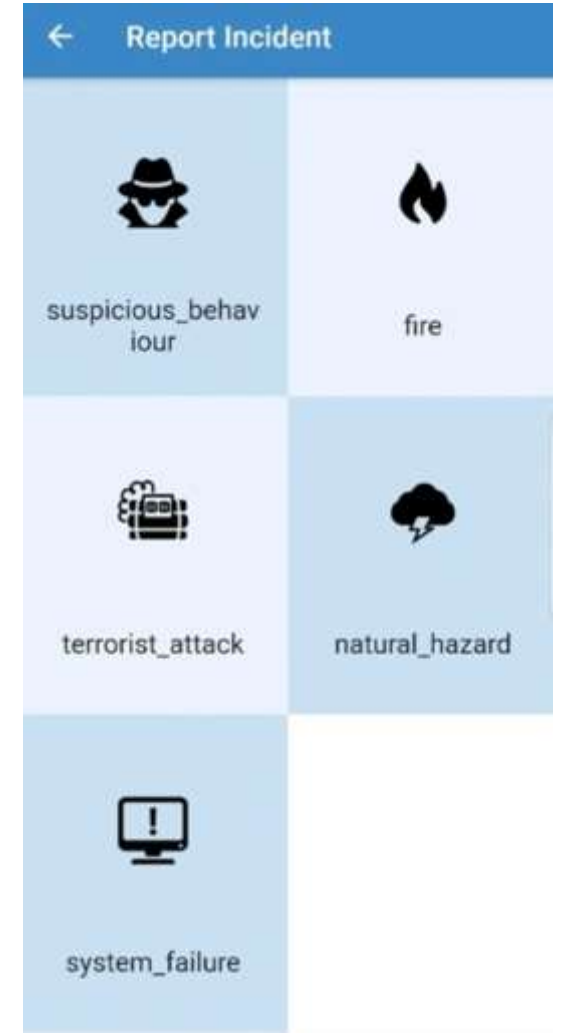 Report Incident
suspicious_behav
iour
fire
terrorist_attack
natural_hazard
system_failure